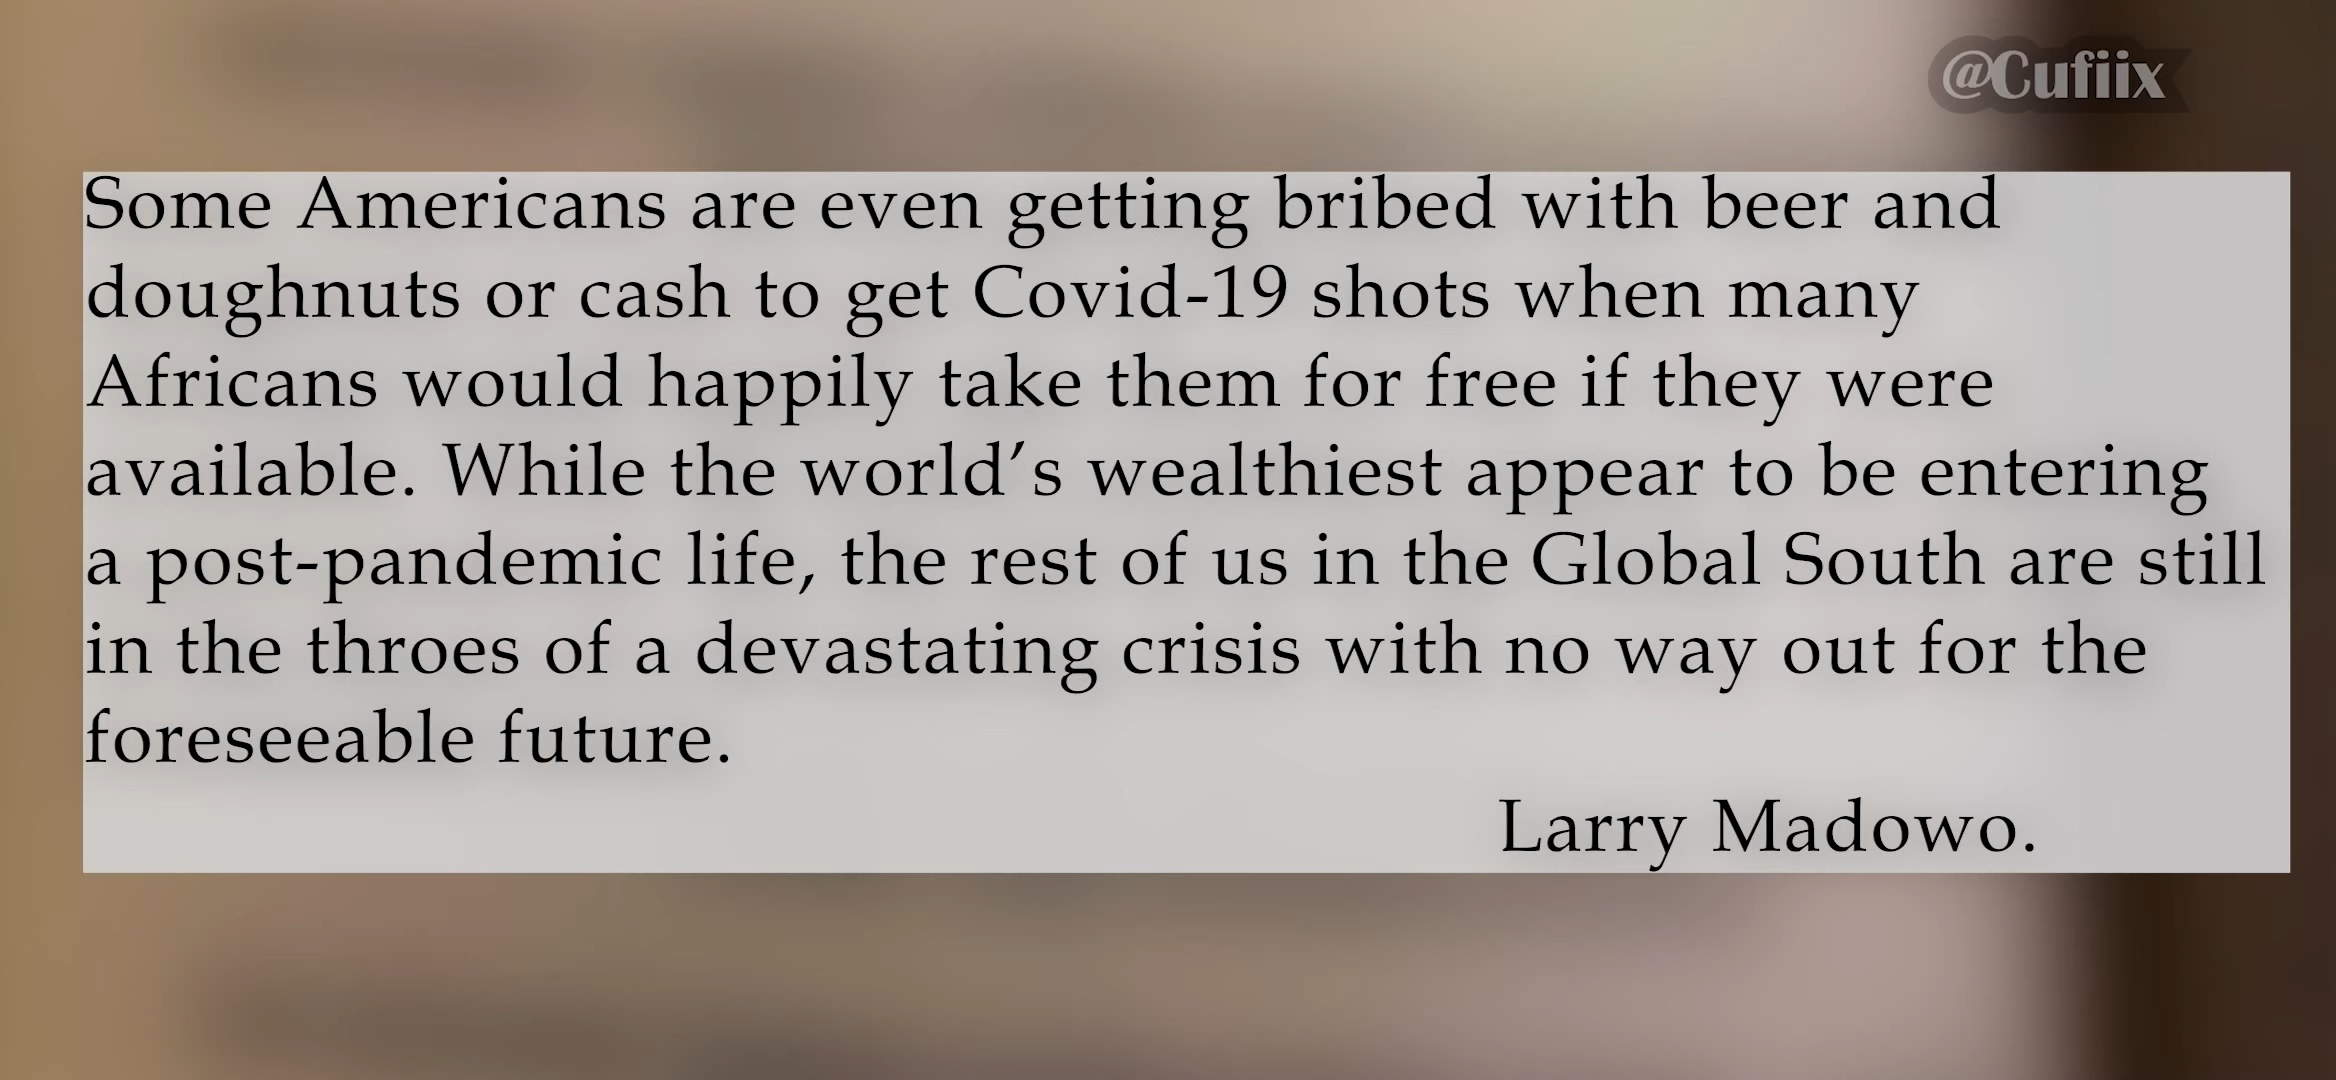 @Cufiix
Some Americans are even getting bribed with beer and
doughnuts or cash to get Covid-19 shots when many
Africans would happily take them for free if they were
available. While the world’s wealthiest appear to be entering
a post-pandemic life, the rest of us in the Global South are still
in the throes of a devastating crisis with no way out for the
foreseeable future.
Larry Madowo.